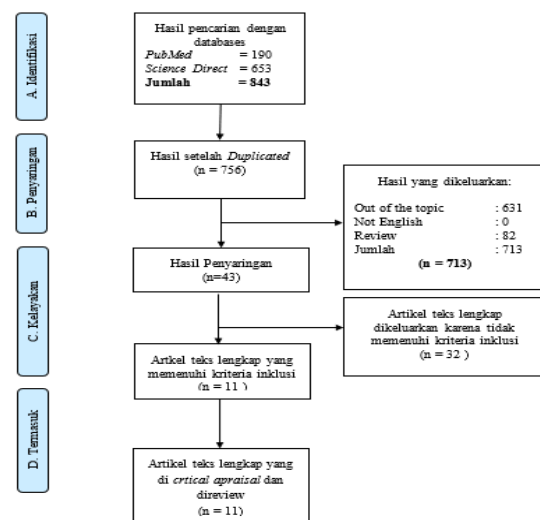 A. Identifikasi
Hasil pencarian dengan
databases
PubMed = 190
Science Direct = 653
Jumlah = 843
B. Penyaringan
Hasil setelah Duplicated
(n = 756)
Hasil yang dikeluarkan:
Out of the topic : 631
Not English : 0
Review : 82
Jumlah : 713
(n = 713)
C. Kelayakan
Hasil Penyaringan
(n=43)
Artikel teks lengkap
dikeluarkan karena tidak
memenuhi kriteria inklusi
(n = 32 )
Artkel teks lengkap yang
memenuhi kriteria inklusi
(n = 11 )
D. Termasuk
Artikel teks lengkap yang
di crtical apraisal dan
direview
(n = 11)